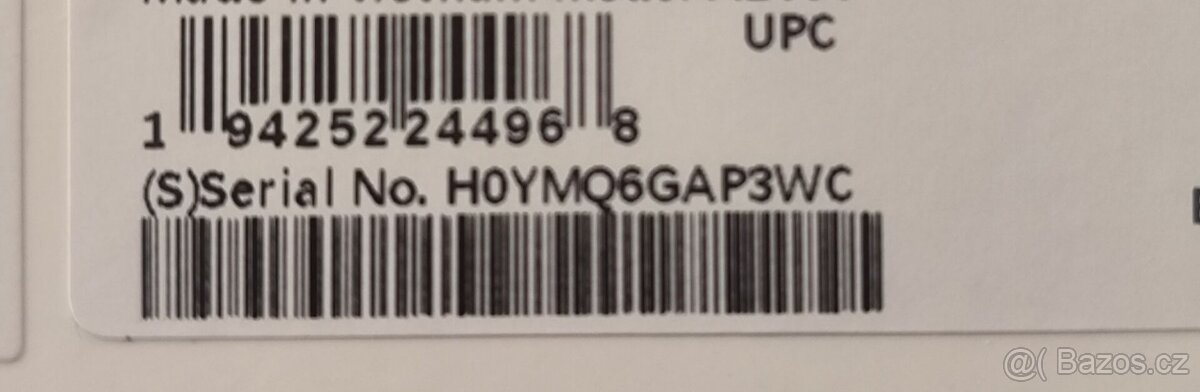 UPC
1 94252 24496 8
(S)Serial No. H0YMQ6GAP3WC
@( Bazos.cz